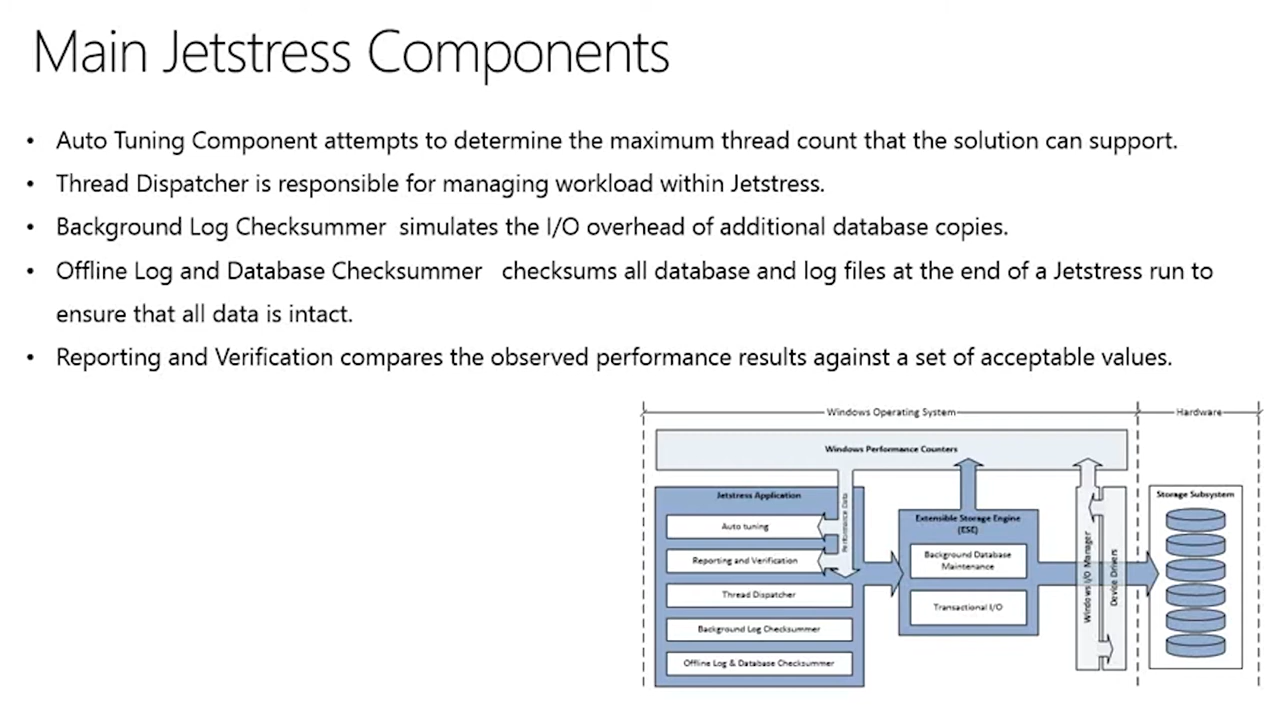 Main Jetstress Components
• Auto Tuning Component attempts to determine the maximum thread count that the solution can support.
• Thread Dispatcher is responsible for managing workload within Jetstress.
• Background Log Checksummer  simulates the I/O overhead of additional database copies.
• Offline Log and Database Checksummer   checksums all database and log files at the end of a Jetstress run to
ensure that all data is intact.
• Reporting and Verification compares the observed performance results against a set of acceptable values.
Windows Operating System
Hardware
Windows Performance Counters
Jetstress Application
Auto tuning
Reporting and Verification
Thread Dispatcher
Background Log Checksummer
Offline Log & Database Checksummer
Performance Data
Extensible Storage Engine
(ESE)
Background Database
Maintenance
Transactional I/O
Windows I/O Manager
Device Drivers
Storage Subsystem